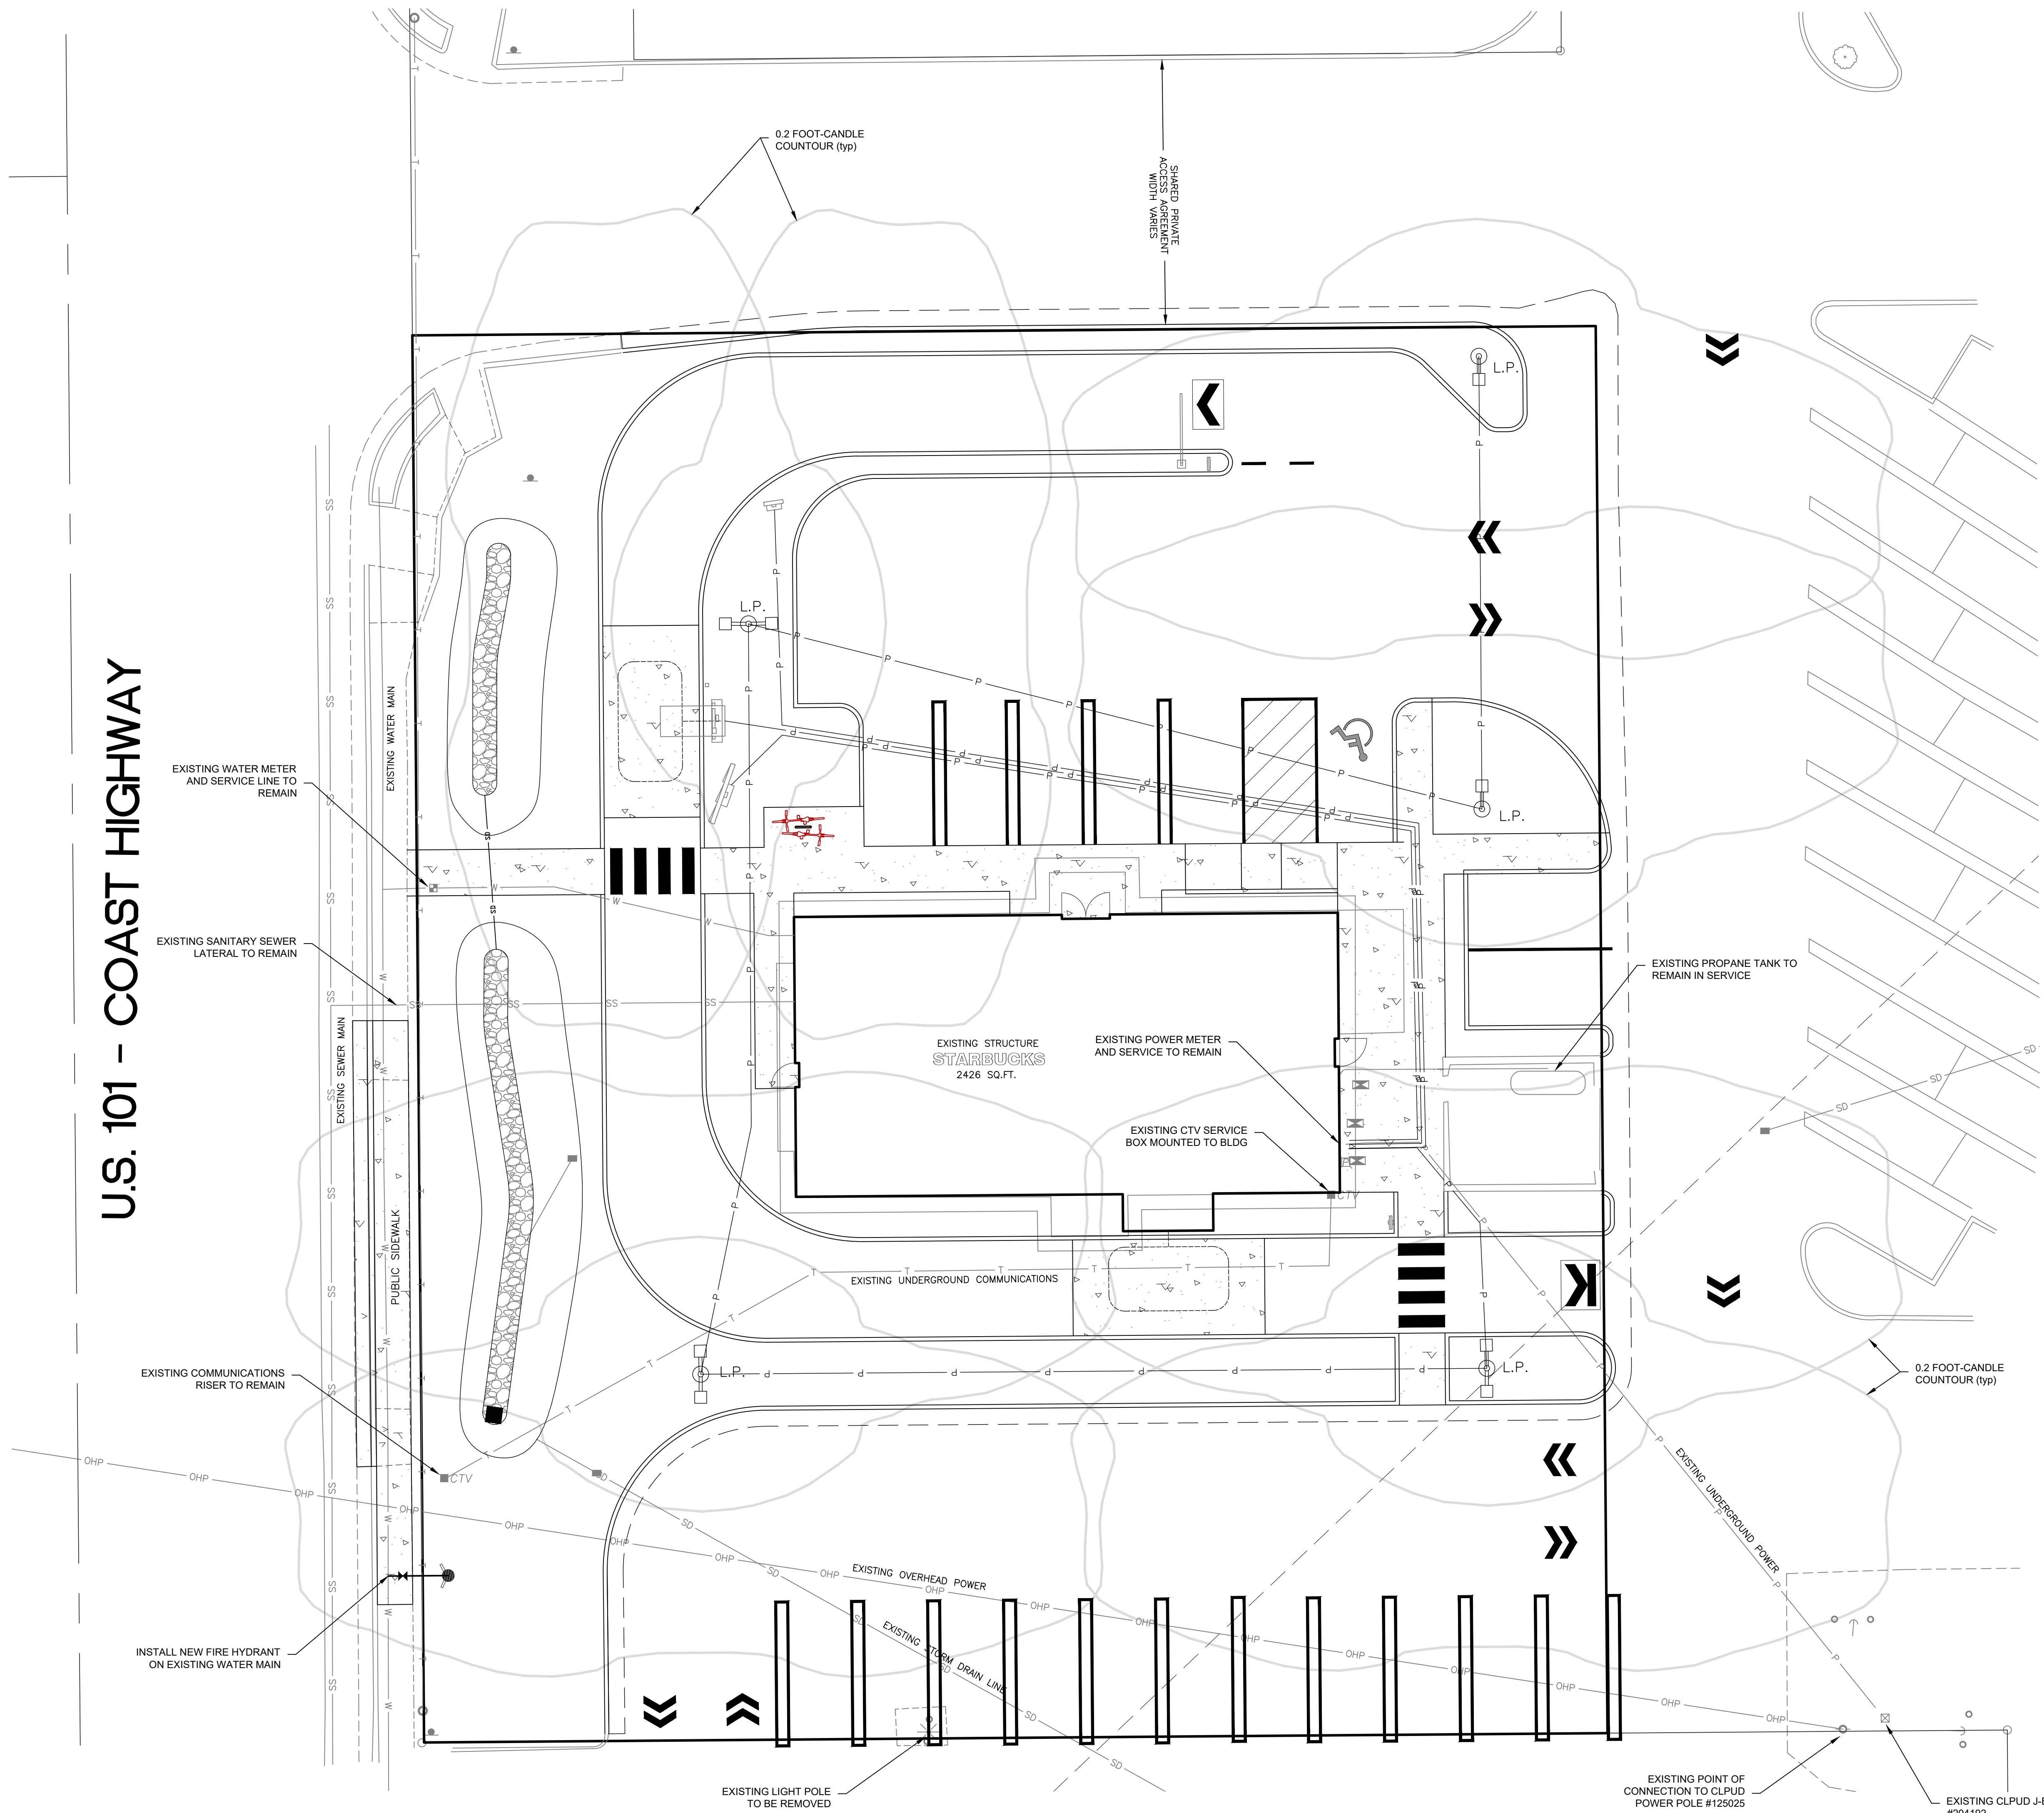 0.2 FOOT-CANDLE
COUNTOUR (typ)
SHARED PRIVATE
ACCESS AGREEMENT
WIDTH VARIES
L.P.
L.P.
L.P.
U.S. 101 - COAST HIGHWAY
EXISTING WATER MAIN
EXISTING WATER METER
AND SERVICE LINE TO
REMAIN
EXISTING SANITARY SEWER
LATERAL TO REMAIN
EXISTING SEWER MAIN
PUBLIC SIDEWALK
EXISTING STRUCTURE
STARBUCKS
2426 SQ.FT.
EXISTING POWER METER
AND SERVICE TO REMAIN
EXISTING CTV SERVICE
BOX MOUNTED TO BLDG
CTV
EXISTING PROPANE TANK TO
REMAIN IN SERVICE
EXISTING UNDERGROUND COMMUNICATIONS
L.P.
L.P.
0.2 FOOT-CANDLE
COUNTOUR (typ)
EXISTING COMMUNICATIONS
RISER TO REMAIN
CTV
EXISTING UNDERGROUND POWER
EXISTING OVERHEAD POWER
EXISTING STORM DRAIN LINE
INSTALL NEW FIRE HYDRANT
ON EXISTING WATER MAIN
EXISTING LIGHT POLE
TO BE REMOVED
EXISTING POINT OF
CONNECTION TO CLPUD
POWER POLE #125025
EXISTING CLPUD